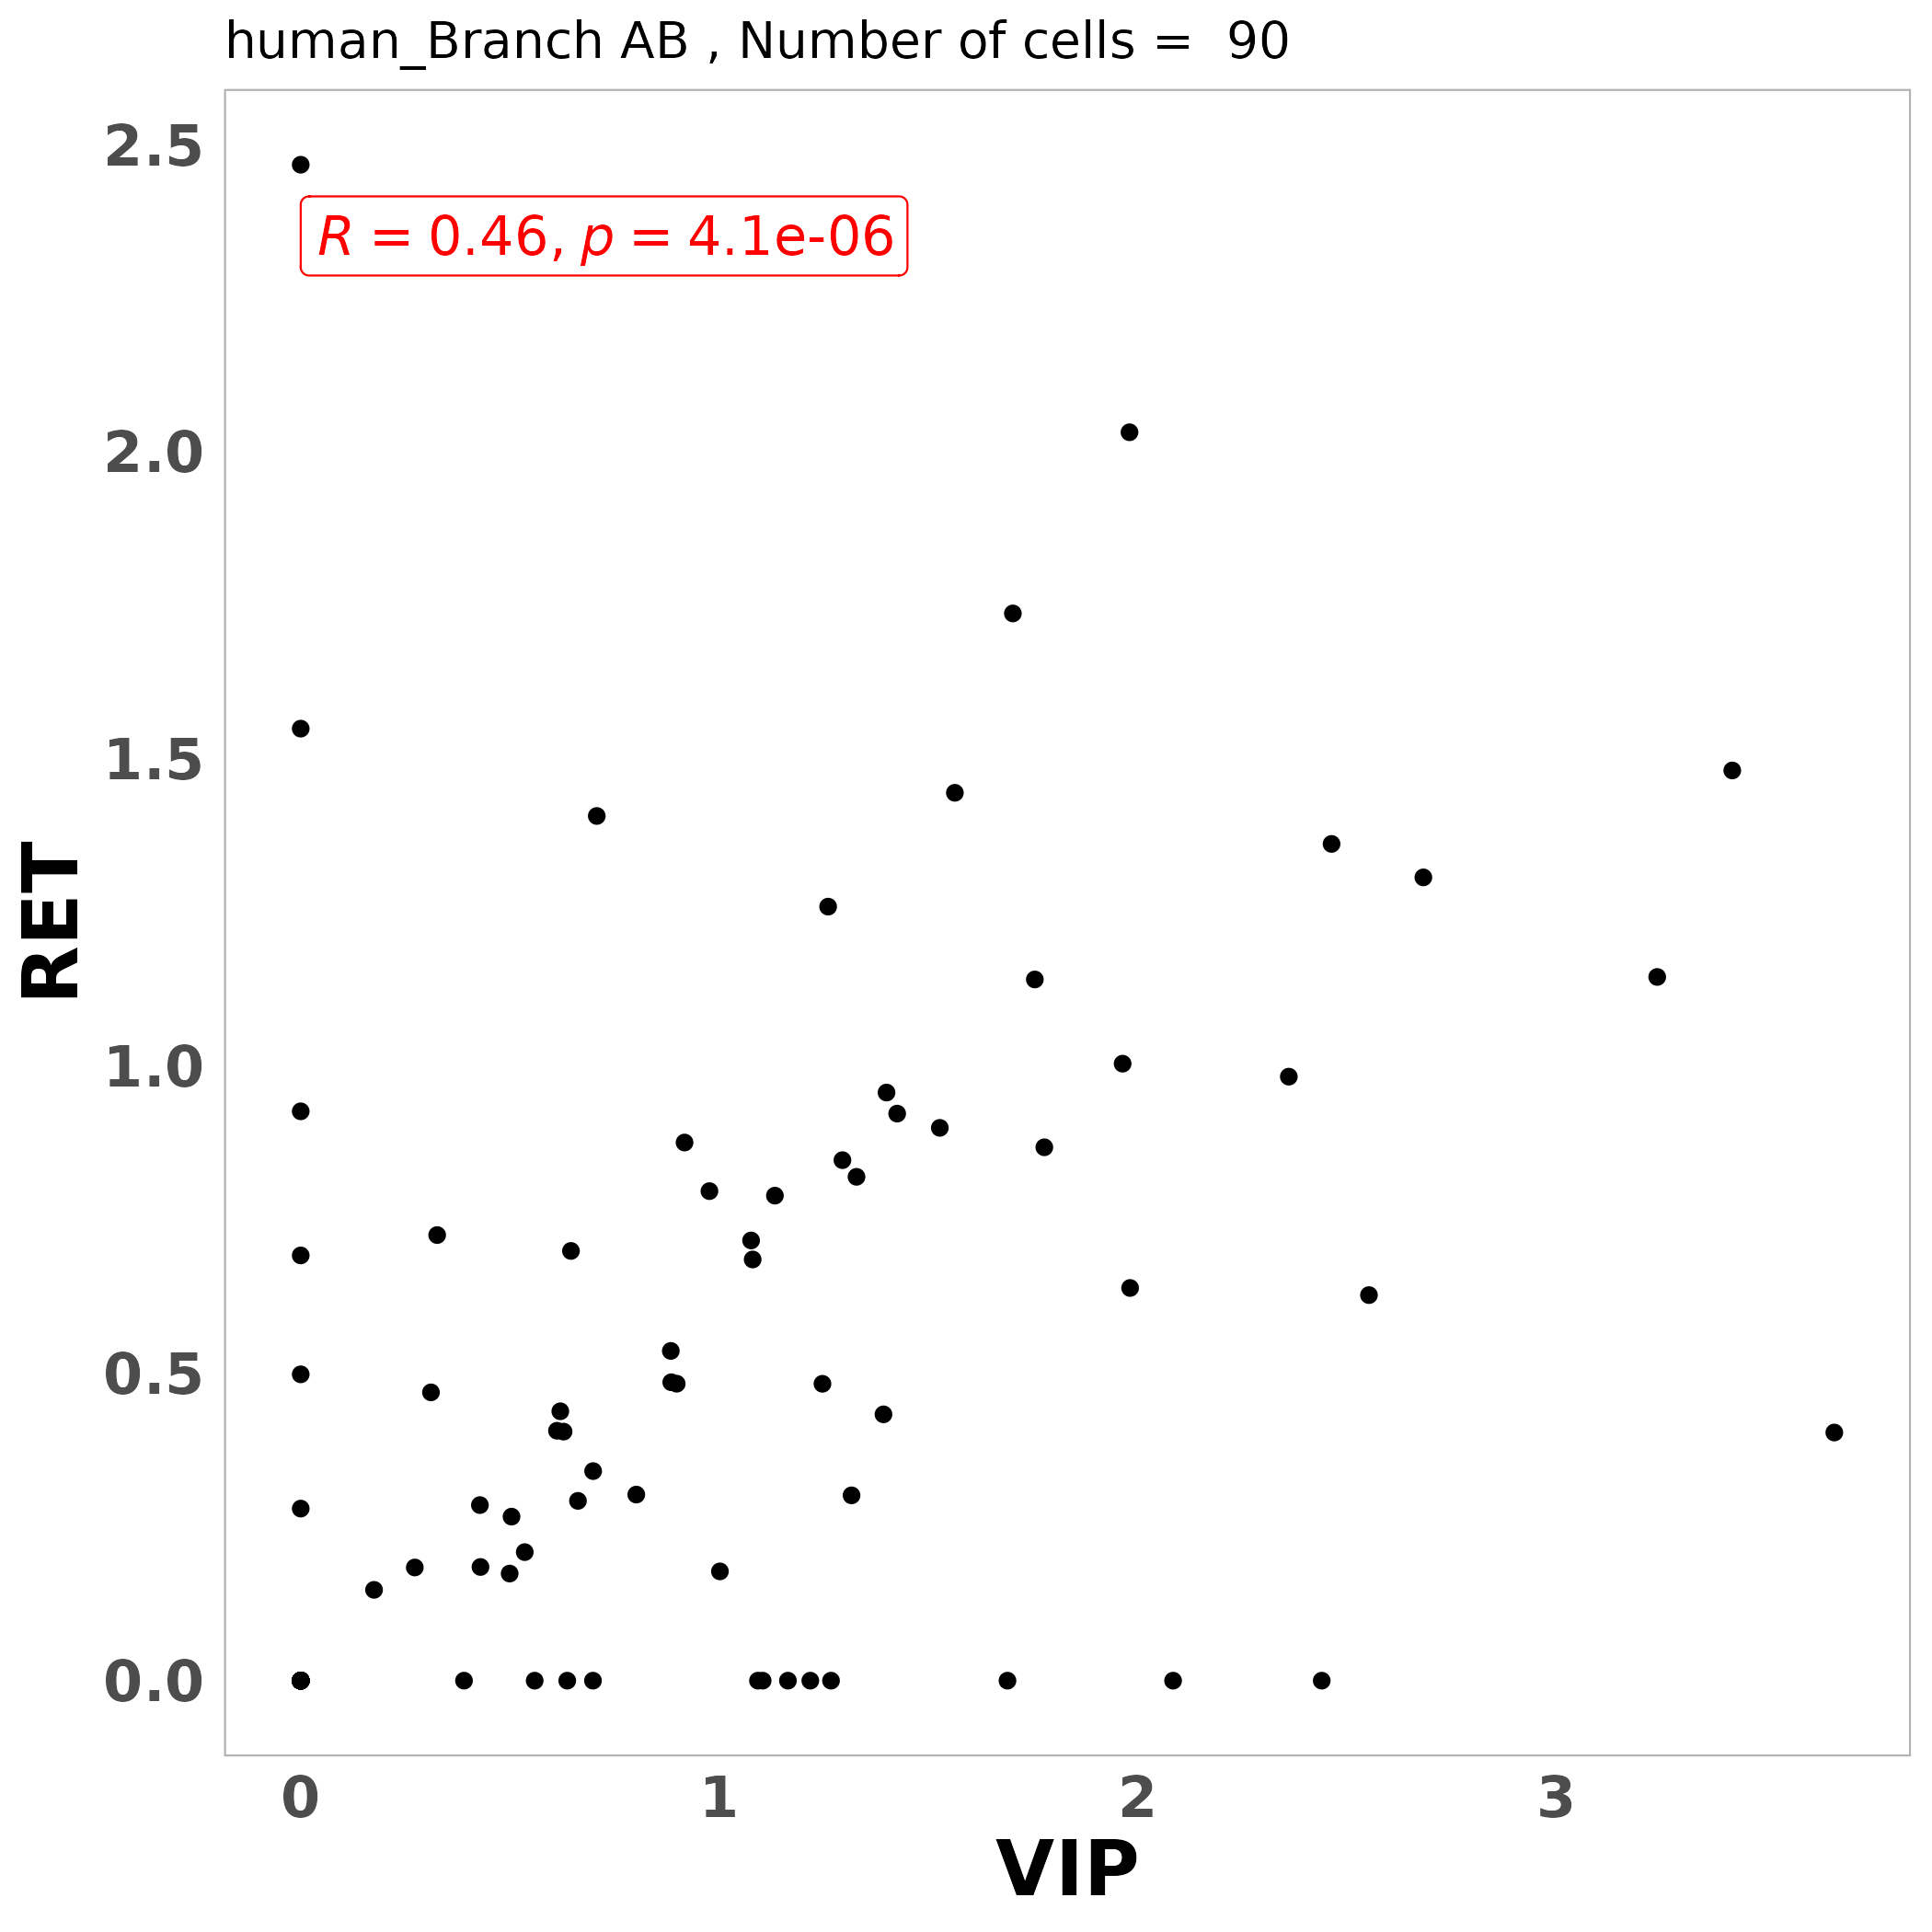 human_Branch AB , Number of cells =  90
2.5
R = 0.46, p = 4.1e-06
2.0
1.5
RET
1.0
0.5
0.0
0 1 2 3
VIP